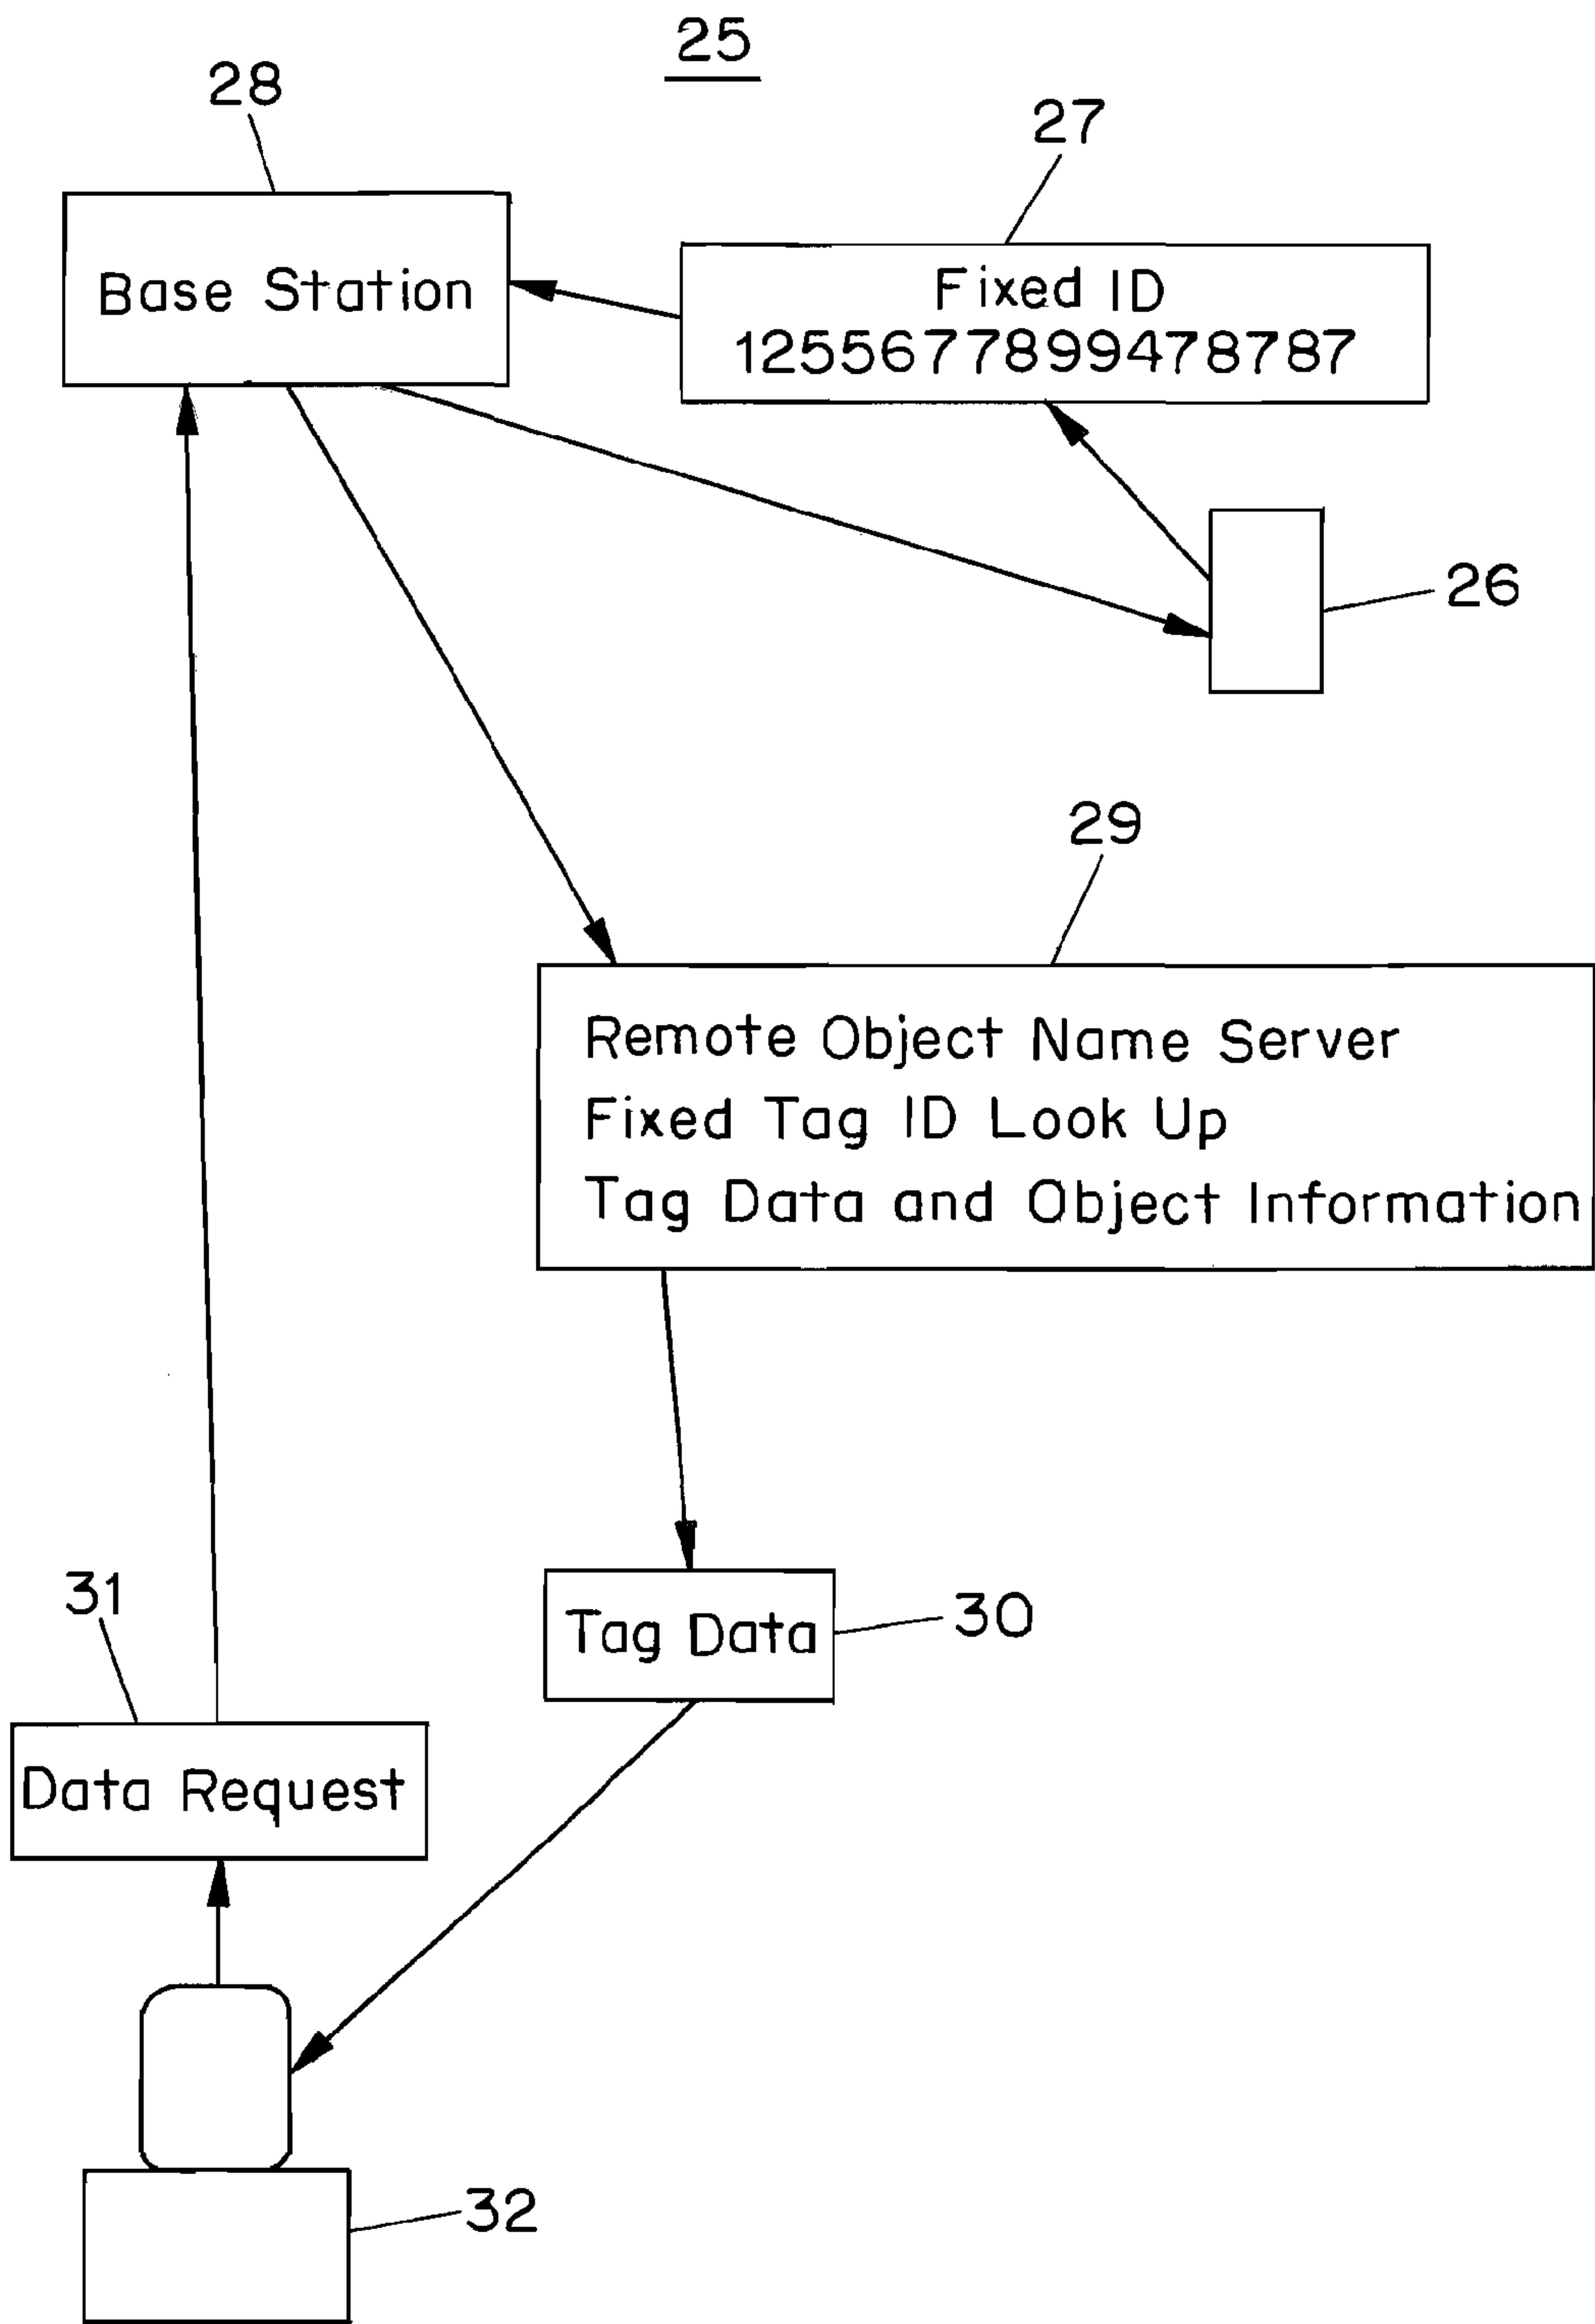 25
28
27
Base Station
Fixed ID
1255677899478787
26
29
Remote Object Name Server
Fixed Tag ID Look Up
Tag Data and Object Information
31
30
Tag Data
Data Request
32